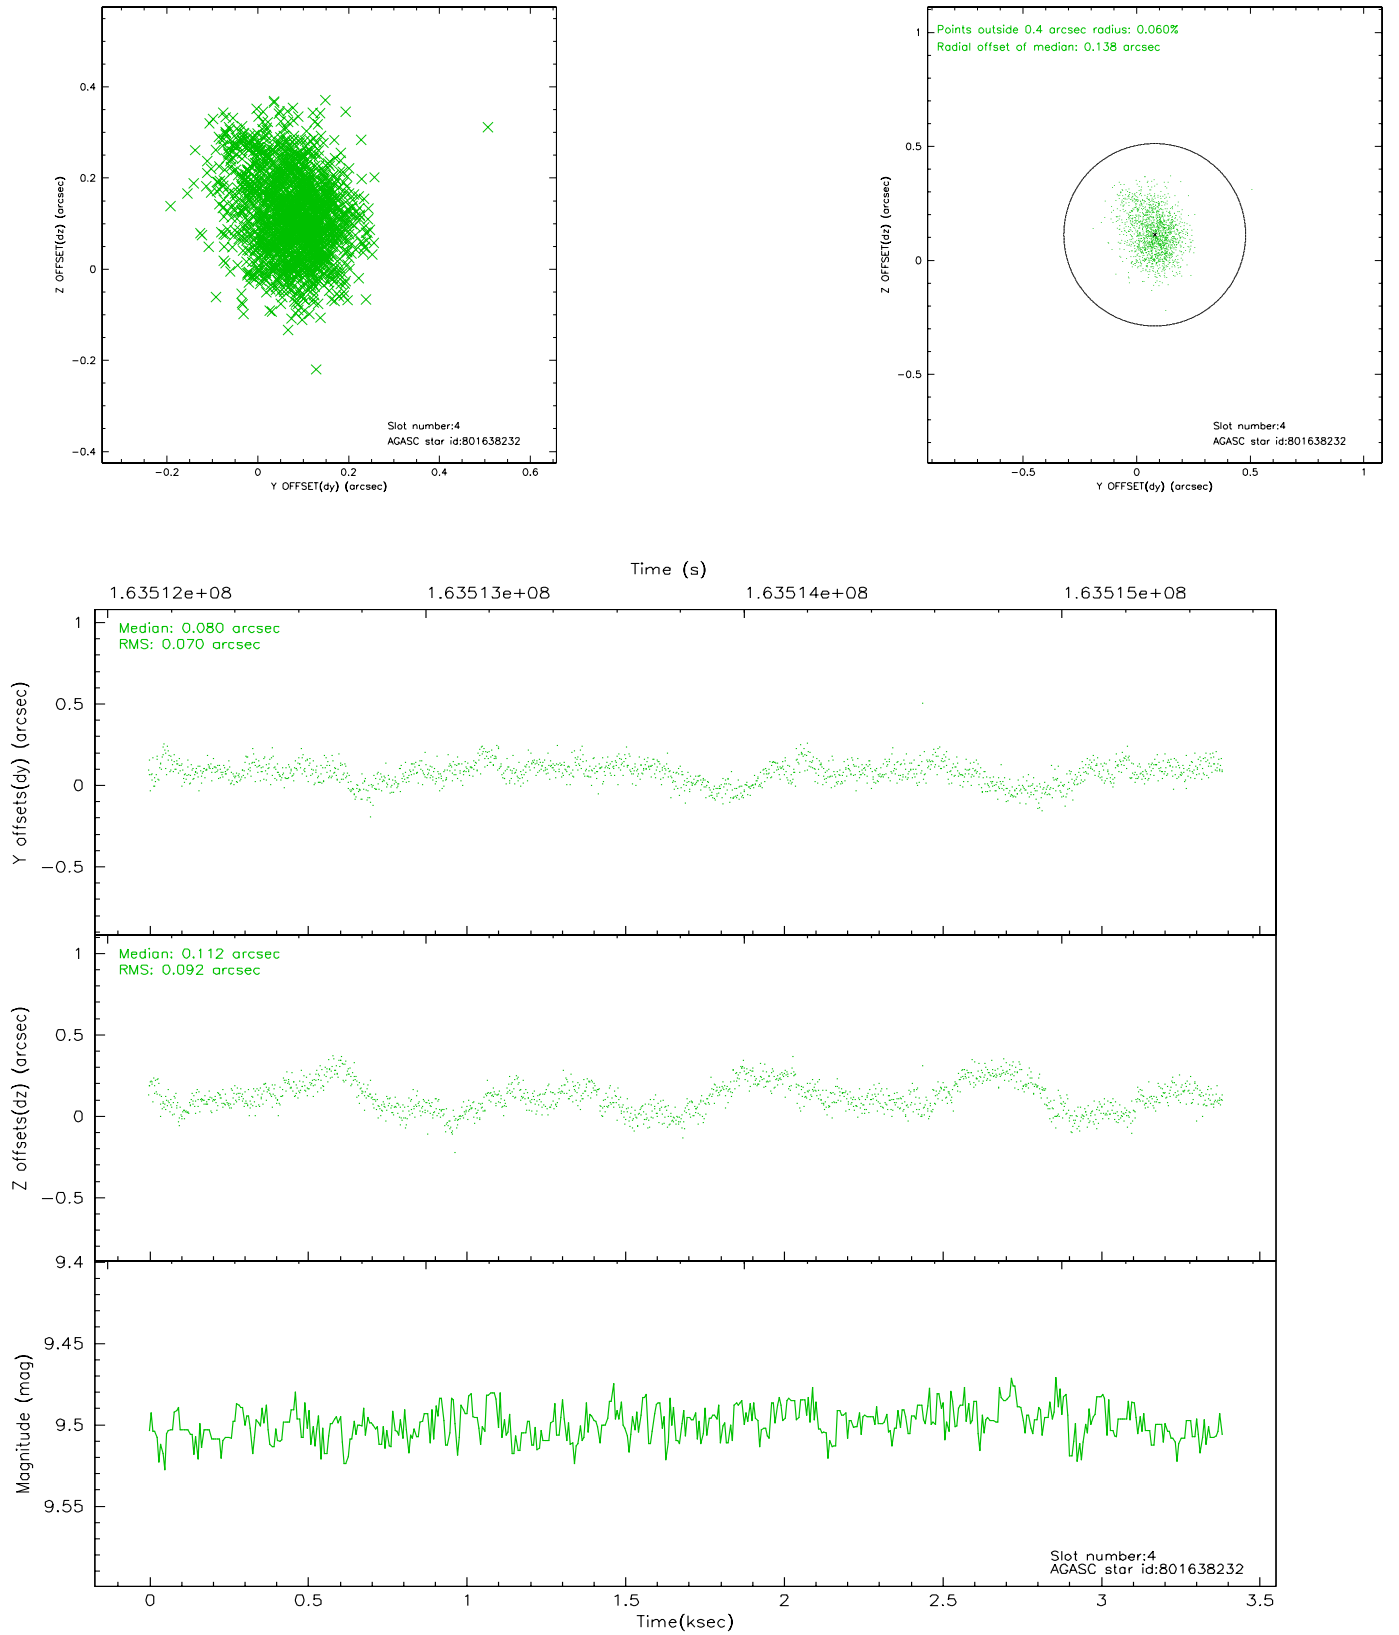 0.4
0.2
0
−0.2
−0.4
Z OFFSET(dz) (arcsec)
Slot number:4
AGASC star id:801638232
−0.2 0 0.2 0.4 0.6
Y OFFSET(dy) (arcsec)
Points outside 0.4 arcsec radius: 0.060%
Radial offset of median: 0.138 arcsec
1
0.5
0
−0.5
Z OFFSET(dz) (arcsec)
Slot number:4
AGASC star id:801638232
−0.5 0 0.5 1
Y OFFSET(dy) (arcsec)
Time (s)
1.63512e+08 1.63513e+08 1.63514e+08 1.63515e+08
Median: 0.080 arcsec
RMS: 0.070 arcsec
1
0.5
0
−0.5
Y offsets(dy) (arcsec)
Median: 0.112 arcsec
RMS: 0.092 arcsec
1
0.5
0
−0.5
Z offsets(dz) (arcsec)
9.4
9.45
9.5
9.55
Magnitude (mag)
Slot number:4
AGASC star id:801638232
0 0.5 1 1.5 2 2.5 3 3.5
Time(ksec)